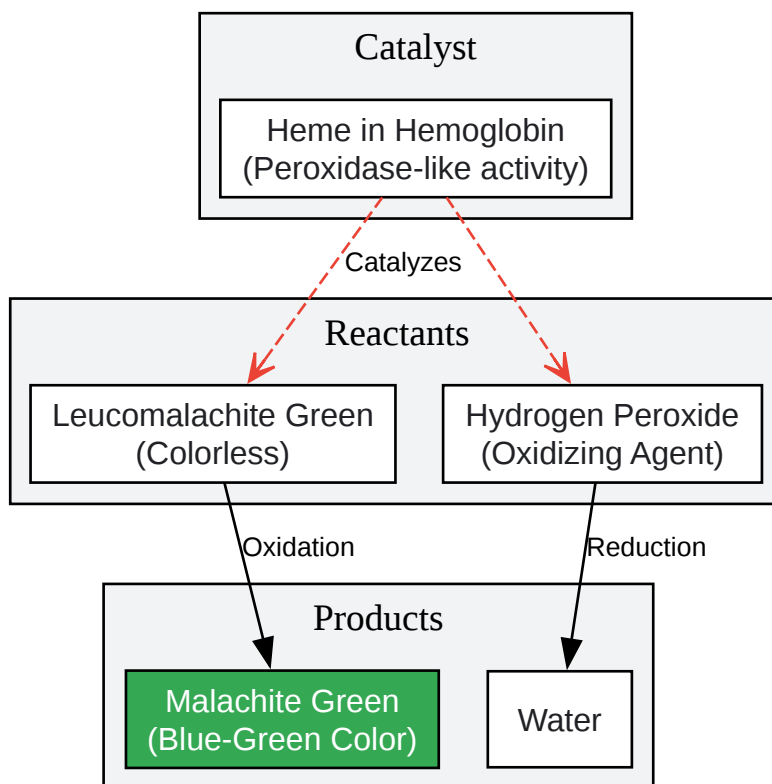 Catalyst
Heme in Hemoglobin
(Peroxidase-like activity)
Catalyzes
Reactants
Leucomalachite Green
(Colorless)
Hydrogen Peroxide
(Oxidizing Agent)
Oxidation
Reduction
Products
Malachite Green
(Blue-Green Color)
Water